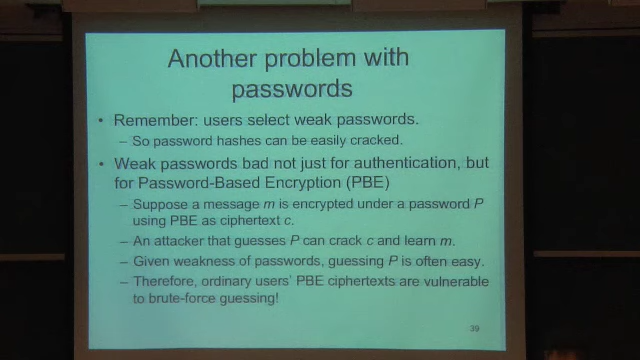 Another problem with
passwords
• Remember: users select weak passwords.
– So password hashes can be easily cracked.
• Weak passwords bad not just for authentication, but
for Password-Based Encryption (PBE)
– Suppose a message m is encrypted under a password P
using PBE as ciphertext c.
– An attacker that guesses P can crack c and learn m.
– Given weakness of passwords, guessing P is often easy.
– Therefore, ordinary users' PBE ciphertexts are vulnerable
to brute-force guessing!
39